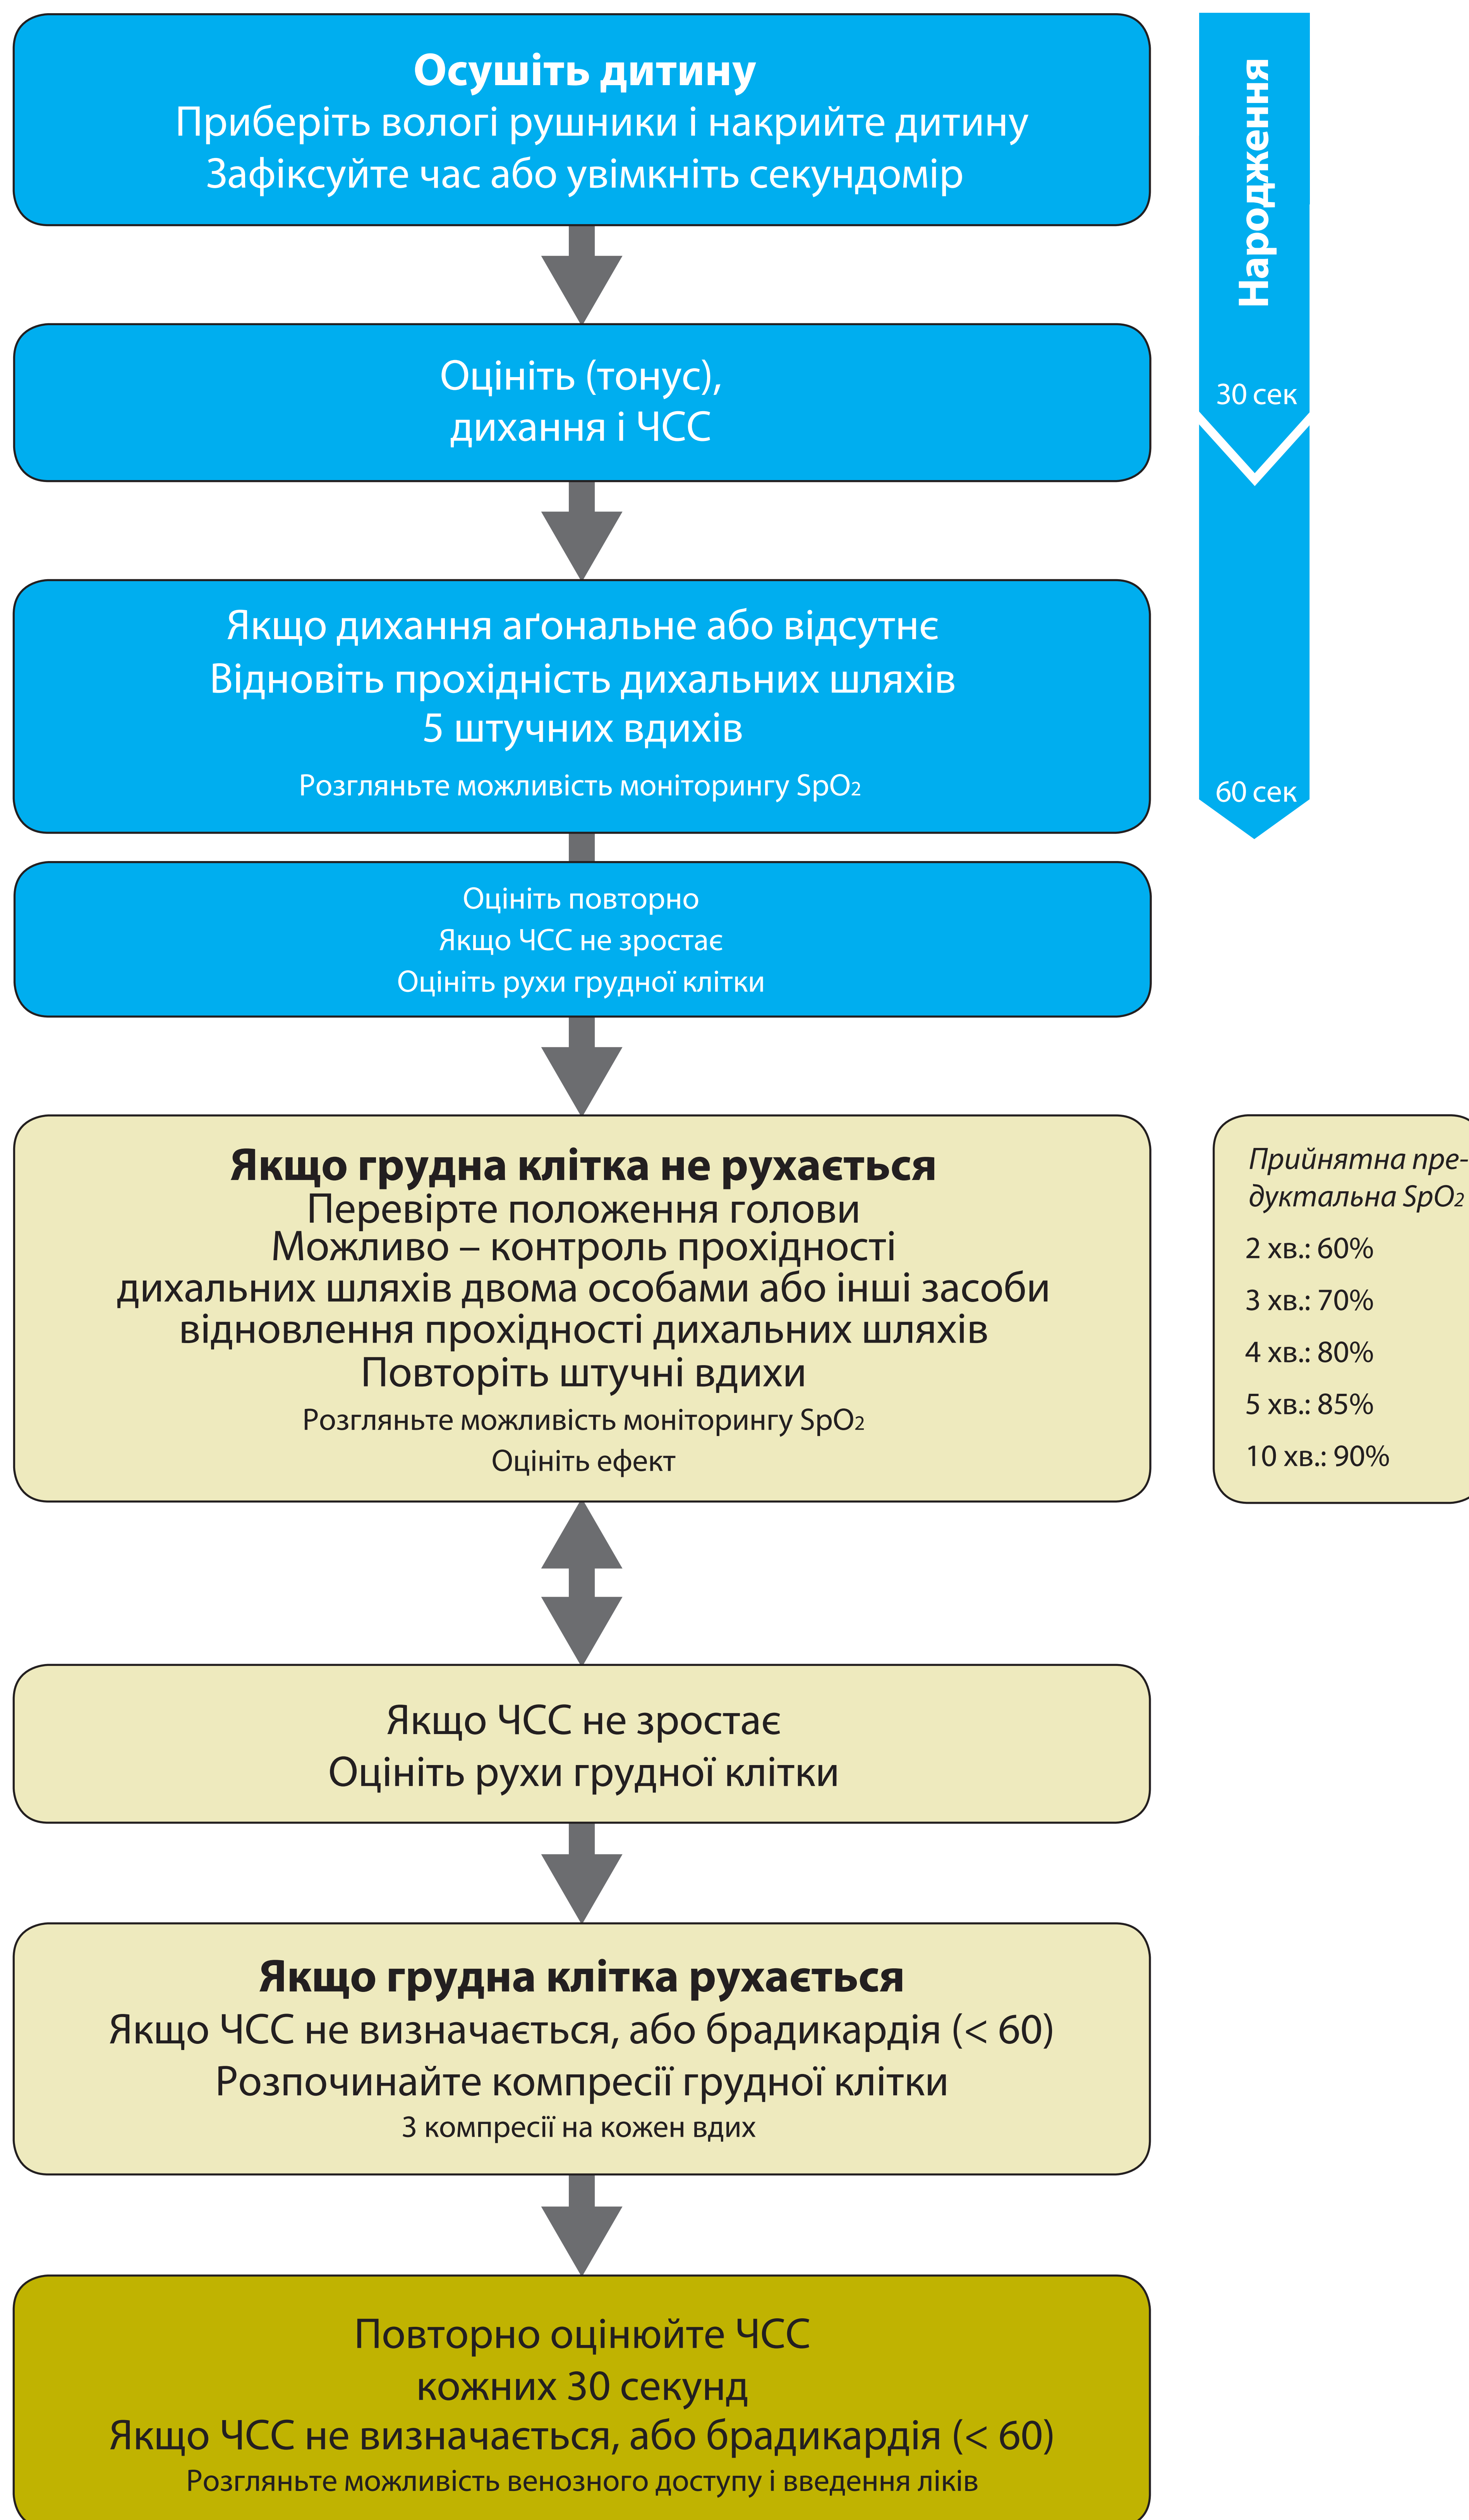 Осушіть дитину
Приберіть вологі рушники і накрийте дитину
Зафіксуйте час або увімкніть секундомір
Народження
30 сек
Оцініть (тонус),
дихання і ЧСС
Якщо дихання аґональне або відсутнє
Відновіть прохідність дихальних шляхів
5 штучних вдихів
Розгляньте можливість моніторингу SpO₂
60 сек
Оцініть повторно
Якщо ЧСС не зростає
Оцініть рухи грудної клітки
Якщо грудна клітка не рухається
Перевірте положення голови
Можливо – контроль прохідності
дихальних шляхів двома особами або інші засоби
відновлення прохідності дихальних шляхів
Повторіть штучні вдихи
Розгляньте можливість моніторингу SpO₂
Оцініть ефект
Прийнятна пре-
дуктальна SpO₂
2 хв.: 60%
3 хв.: 70%
4 хв.: 80%
5 хв.: 85%
10 хв.: 90%
Якщо ЧСС не зростає
Оцініть рухи грудної клітки
Якщо грудна клітка рухається
Якщо ЧСС не визначається, або брадикардія (< 60)
Розпочинайте компресії грудної клітки
3 компресії на кожен вдих
Повторно оцінюйте ЧСС
кожних 30 секунд
Якщо ЧСС не визначається, або брадикардія (< 60)
Розгляньте можливість венозного доступу і введення ліків